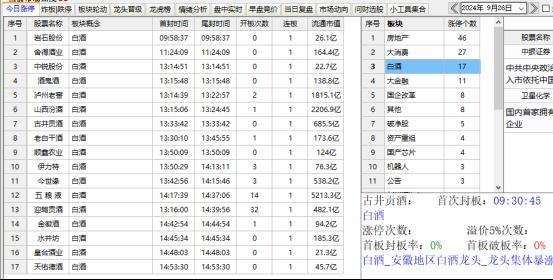 今日涨停 炸板|跌停 板块轮动 龙头晋级 龙虎榜 情绪分析 盘中实时 早盘竞价 当日复盘 市场动向 问财选股 小工具集合 2024年 9月26日
序号 股票名称 板块概念 首封时间 尾封时间 开板次数 连板 流通市值
1 岩石股份 白酒 09:58:37 09:58:37 0 1 26.1亿
2 舍得酒业 白酒 11:24:09 11:24:09 0 1 164.4亿
3 中锐股份 白酒 13:14:51 13:14:51 0 1 22.7亿
4 酒鬼酒 白酒 13:15:48 13:15:48 0 1 138.8亿
5 泸州老窖 白酒 13:14:39 13:22:57 2 1 1815.1亿
6 山西汾酒 白酒 13:15:06 13:24:45 1 1 2206.9亿
7 古井贡酒 白酒 13:33:42 13:33:42 0 1 685.5亿
8 老白干酒 白酒 13:30:10 13:45:55 1 1 173.6亿
9 顺鑫农业 白酒 13:50:09 13:50:09 0 1 124亿
10 伊力特 白酒 13:50:29 14:13:11 3 1 76.3亿
11 今世缘 白酒 13:42:56 14:15:46 3 1 538.2亿
12 五 粮 液 白酒 14:17:39 14:37:06 14 1 5213.3亿
13 迎驾贡酒 白酒 13:16:00 14:39:56 32 1 482.1亿
14 金徽酒 白酒 14:42:54 14:42:54 1 1 94.2亿
15 水井坊 白酒 14:45:34 14:45:34 0 1 185.3亿
16 皇台酒业 白酒 14:53:30 14:53:30 0 1 21亿
17 天佑德酒 白酒 14:53:30 14:53:30 0 1 45.7亿
序号 板块 涨停个数
1 房地产 46
2 大消费 27
3 白酒 17
4 大金融 11
5 国企改革 8
6 其他 8
7 破净股 5
8 资产重组 4
9 国产芯片 4
10 机器人 3
11 公告 3
股票名称
中银证券
中共中央政治
入市依托中国
卫星化学
国内首家拥有
企业
古井贡酒： 首次封板：09:30:45
白酒
涨停次数： 溢价5%次数：
首板封板率：0% 首板破板率：0%
白酒_安徽地区白酒龙头_龙头集体暴涨